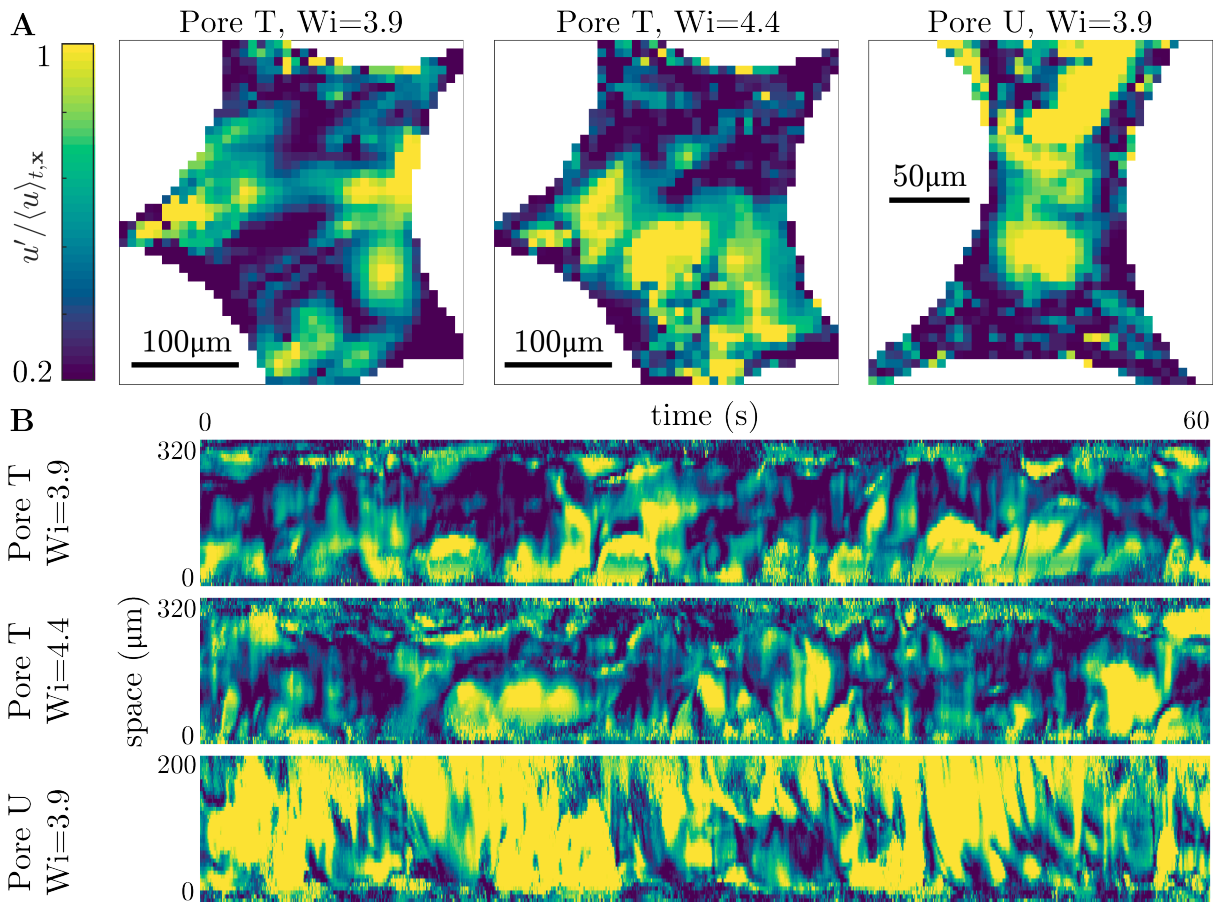 A
Pore T, Wi=3.9
Pore T, Wi=4.4
Pore U, Wi=3.9
1
u′/⟨u⟩t,x
0.2
100μm
100μm
50μm
B
0
time (s)
60
Pore T
Wi=3.9
320
0
Pore T
Wi=4.4
320
0
space (μm)
Pore U
Wi=3.9
200
0